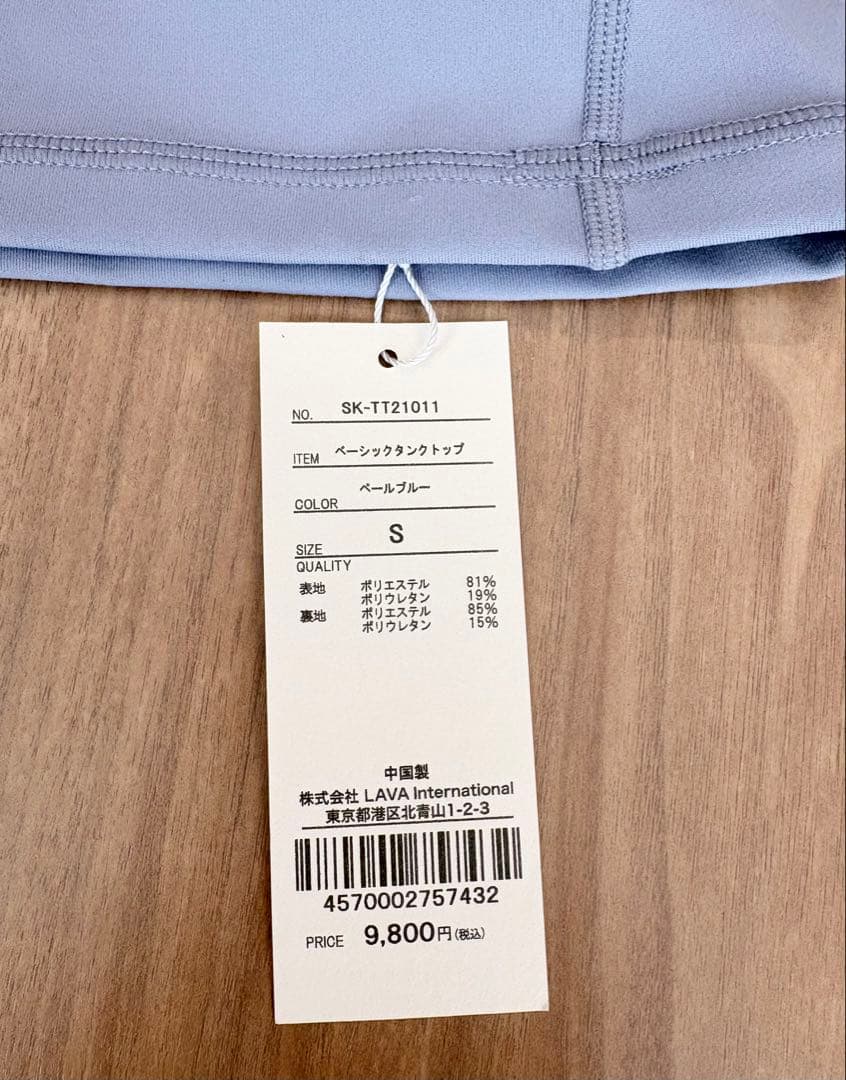 NO. SK-TT21011
ITEM ベーシックタンクトップ
COLOR ペールブルー
SIZE S
QUALITY
表地 ポリエステル 81%
ポリウレタン 19%
裏地 ポリエステル 85%
ポリウレタン 15%
中国製
株式会社 LAVA International
東京都港区北青山1-2-3
4570002757432
PRICE 9,800円(税込)